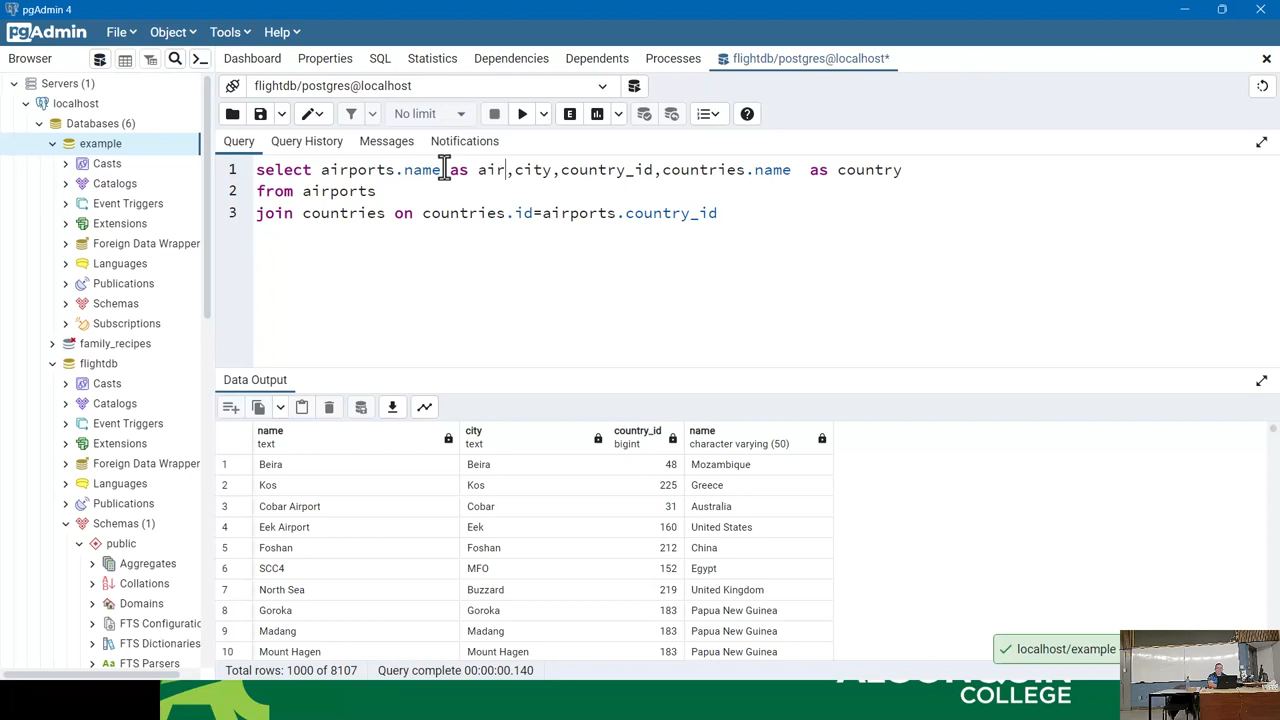 pgAdmin 4
pgAdmin File Object Tools Help
Browser Dashboard Properties SQL Statistics Dependencies Dependents Processes flightdb/postgres@localhost*
Servers (1)
localhost
Databases (6)
example
Casts
Catalogs
Event Triggers
Extensions
Foreign Data Wrapper
Languages
Publications
Schemas
Subscriptions
family_recipes
flightdb
Casts
Catalogs
Event Triggers
Extensions
Foreign Data Wrapper
Languages
Publications
Schemas (1)
public
Aggregates
Collations
Domains
FTS Configuratic
FTS Dictionaries
FTS Parsers
flightdb/postgres@localhost
No limit
Query Query History Messages Notifications
1 select airports.name as air,city,country_id,countries.name  as country
2 from airports
3 join countries on countries.id=airports.country_id
Data Output
name city country_id name
text text bigint character varying (50)
1 Beira Beira 48 Mozambique
2 Kos Kos 225 Greece
3 Cobar Airport Cobar 31 Australia
4 Eek Airport Eek 160 United States
5 Foshan Foshan 212 China
6 SCC4 MFO 152 Egypt
7 North Sea Buzzard 219 United Kingdom
8 Goroka Goroka 183 Papua New Guinea
9 Madang Madang 183 Papua New Guinea
10 Mount Hagen Mount Hagen 183 Papua New Guinea
localhost/example
Total rows: 1000 of 8107 Query complete 00:00:00.140
COLLEGE